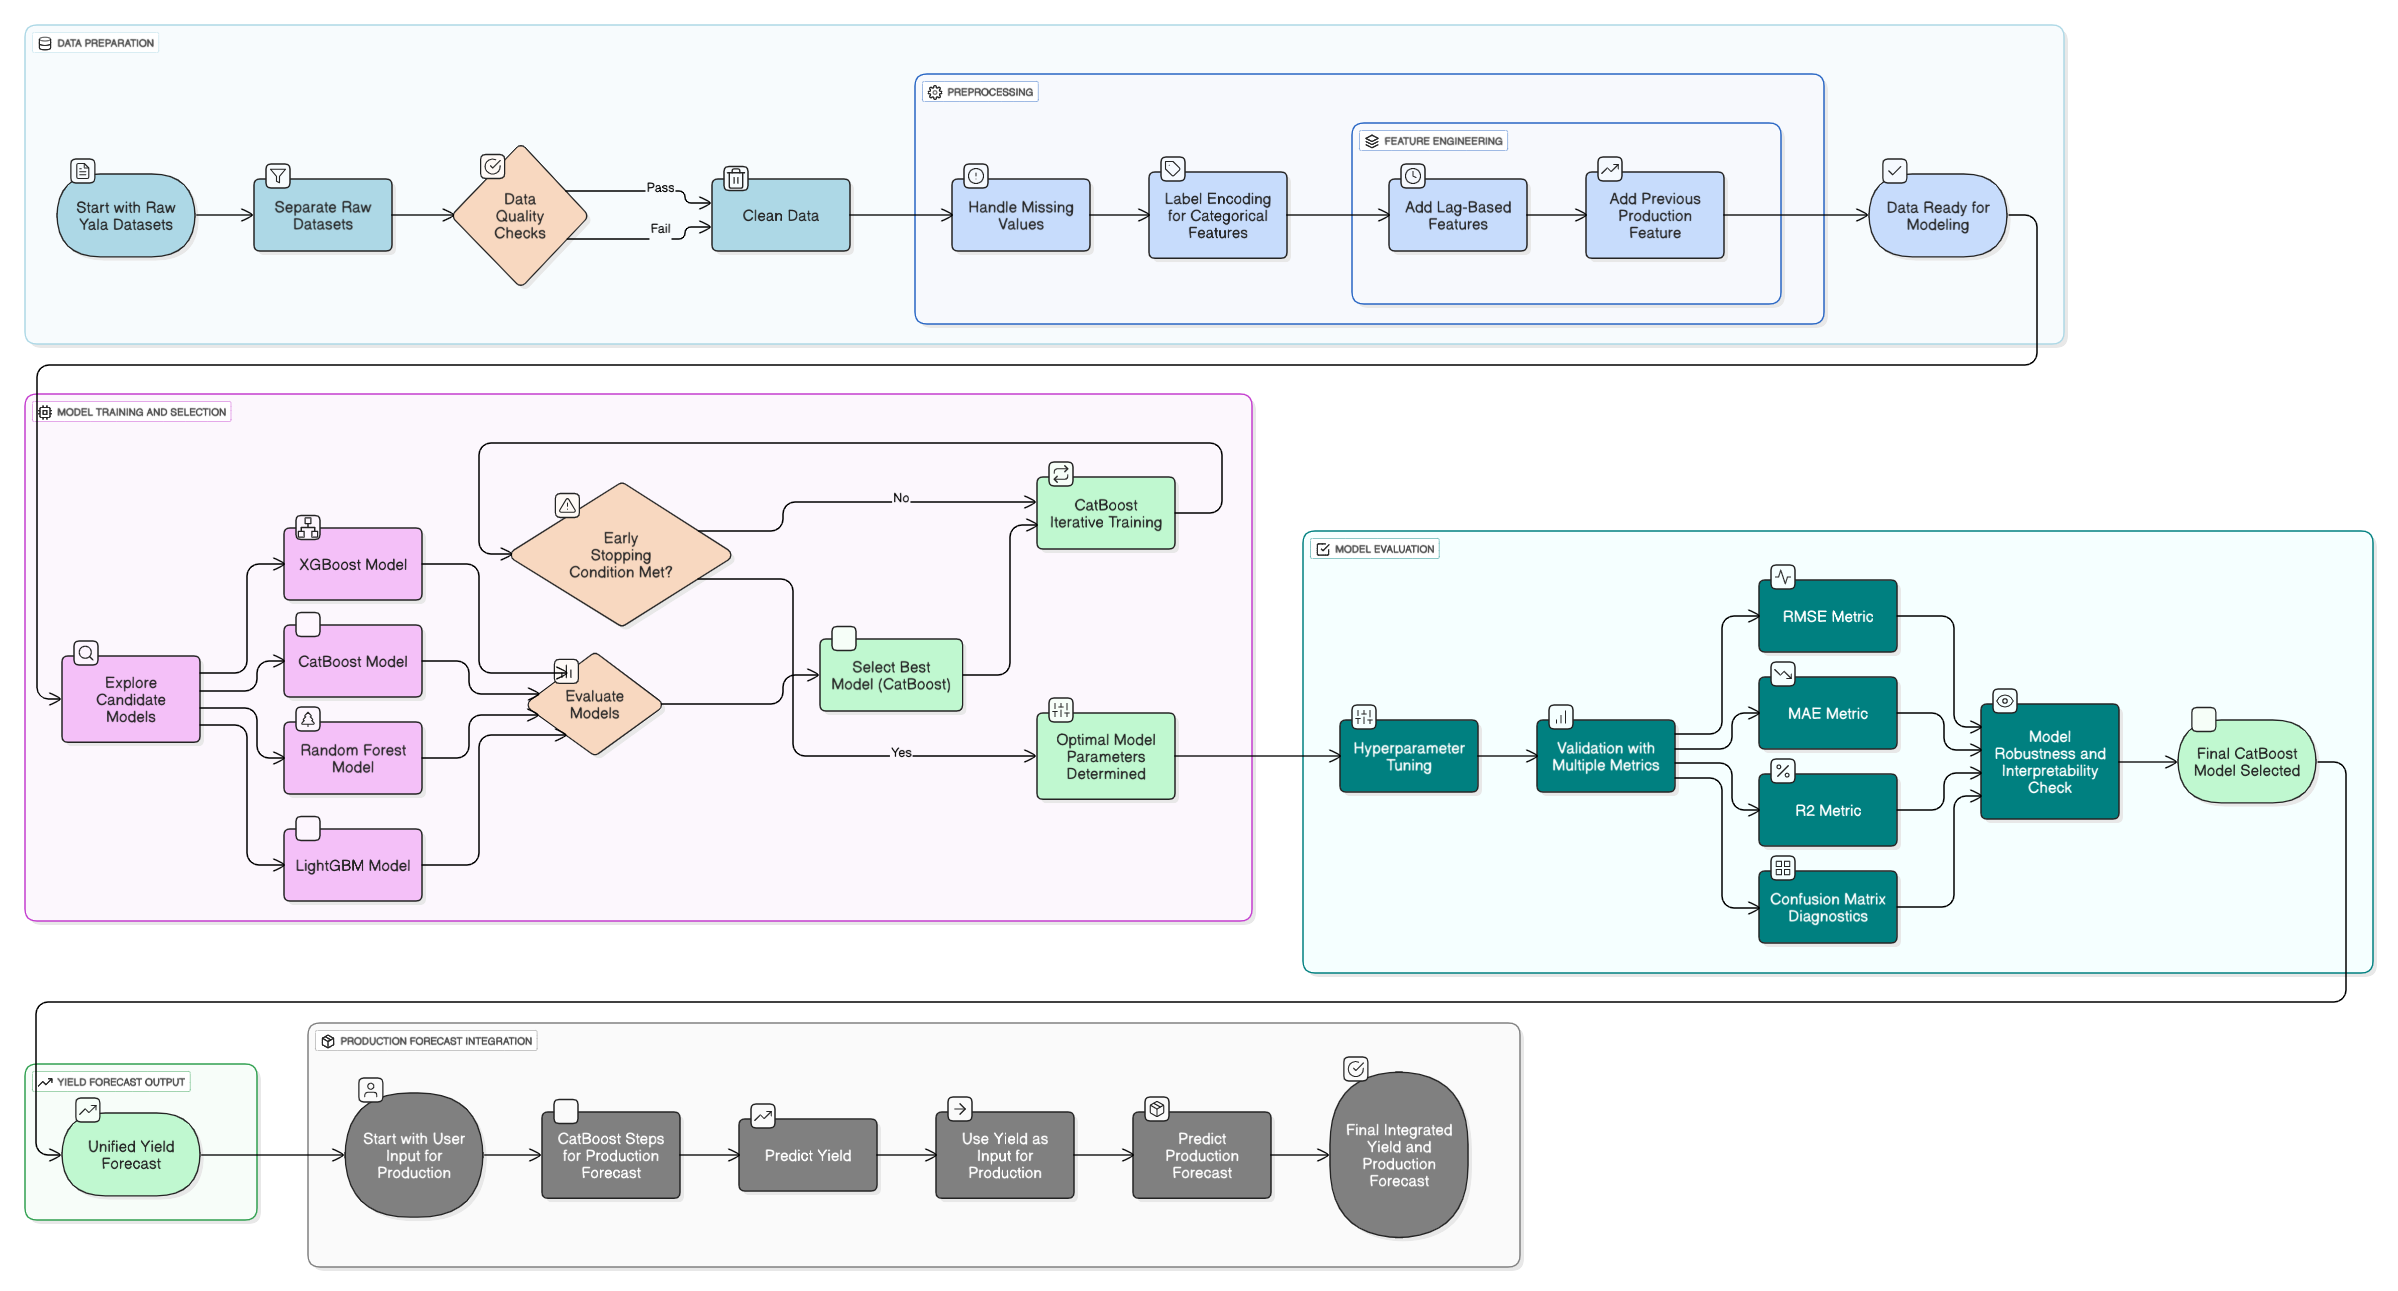 DATA PREPARATION
PREPROCESSING
FEATURE ENGINEERING
Start with Raw
Yala Datasets
Separate Raw
Datasets
Data
Quality
Checks
Pass
Fail
Clean Data
Handle Missing
Values
Label Encoding
for Categorical
Features
Add Lag-Based
Features
Add Previous
Production
Feature
Data Ready for
Modeling
MODEL TRAINING AND SELECTION
Explore
Candidate
Models
XGBoost Model
CatBoost Model
Random Forest
Model
LightGBM Model
Early
Stopping
Condition Met?
Evaluate
Models
No
Yes
Select Best
Model (CatBoost)
CatBoost
Iterative Training
Optimal Model
Parameters
Determined
MODEL EVALUATION
Hyperparameter
Tuning
Validation with
Multiple Metrics
RMSE Metric
MAE Metric
R2 Metric
Confusion Matrix
Diagnostics
Model
Robustness and
Interpretability
Check
Final CatBoost
Model Selected
YIELD FORECAST OUTPUT
Unified Yield
Forecast
PRODUCTION FORECAST INTEGRATION
Start with User
Input for
Production
CatBoost Steps
for Production
Forecast
Predict Yield
Use Yield as
Input for
Production
Predict
Production
Forecast
Final Integrated
Yield and
Production
Forecast